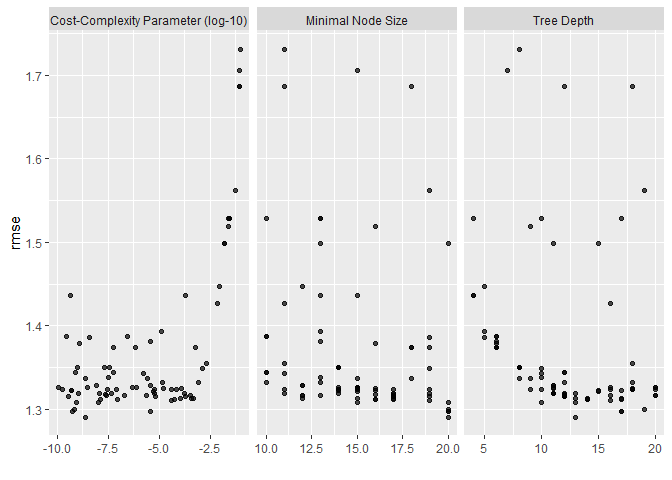 Cost-Complexity Parameter (log-10) Minimal Node Size Tree Depth
1.7
1.6
1.5
1.4
1.3
rmse
-10.0 -7.5 -5.0 -2.5 10.0 12.5 15.0 17.5 20.0 5 10 15 20